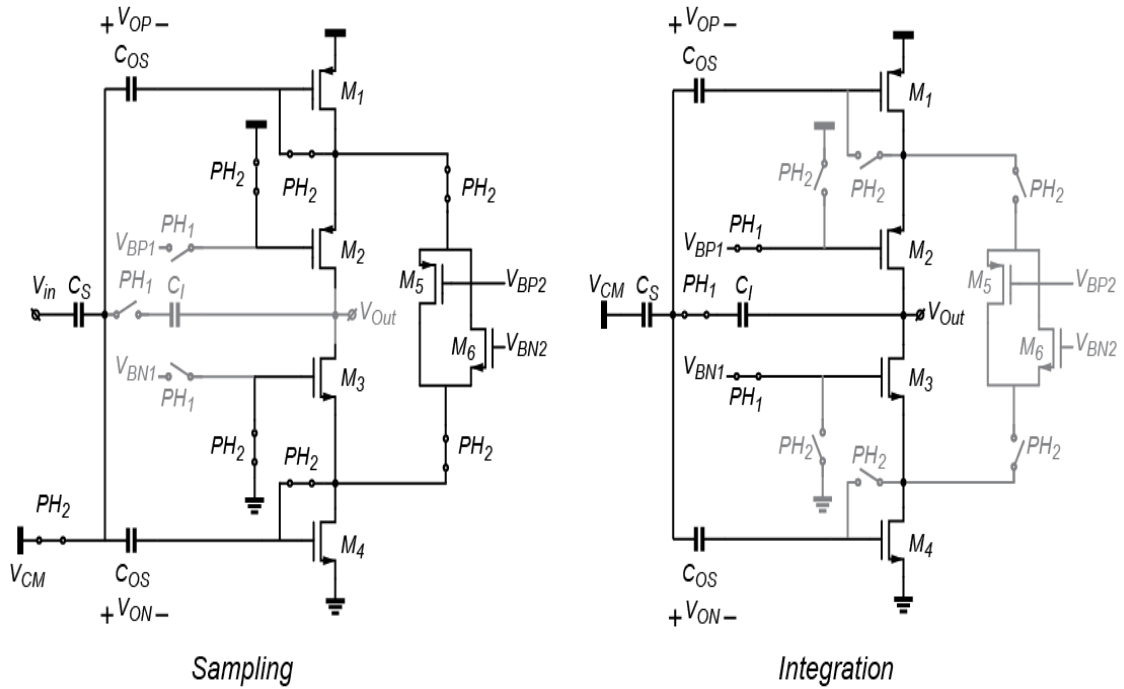 + VOP −
COS
M1
PH2
PH2
PH2
VBP1
PH1
M2
Vin
CS
PH1
CI
VOut
M5
VBP2
M6
VBN2
VBN1
PH1
M3
PH2
PH2
PH2
PH2
VCM
COS
M4
+ VON −
Sampling
+ VOP −
COS
M1
PH2
PH2
PH2
VBP1
PH1
M2
VCM
CS
PH1
CI
VOut
M5
VBP2
M6
VBN2
VBN1
PH1
M3
PH2
PH2
PH2
COS
M4
+ VON −
Integration